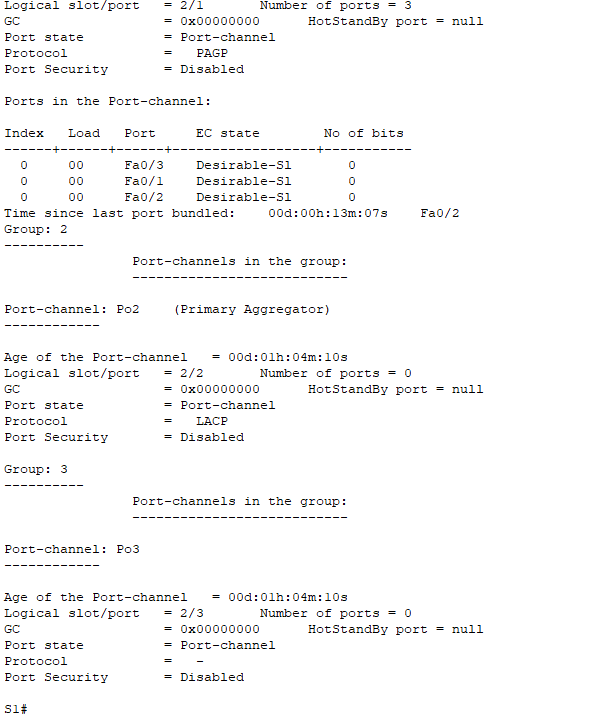 Logical slot/port   = 2/1       Number of ports = 3
GC                  = 0x00000000      HotStandBy port = null
Port state          = Port-channel
Protocol            =   PAGP
Port Security       = Disabled

Ports in the Port-channel:

Index   Load   Port     EC state        No of bits
------+------+------+------------------+-----------
  0     00     Fa0/3    Desirable-Sl       0
  0     00     Fa0/1    Desirable-Sl       0
  0     00     Fa0/2    Desirable-Sl       0
Time since last port bundled:    00d:00h:13m:07s    Fa0/2
Group: 2
----------
                Port-channels in the group:
                ---------------------------

Port-channel: Po2    (Primary Aggregator)
------------

Age of the Port-channel   = 00d:01h:04m:10s
Logical slot/port   = 2/2       Number of ports = 0
GC                  = 0x00000000      HotStandBy port = null
Port state          = Port-channel
Protocol            =   LACP
Port Security       = Disabled

Group: 3
----------
                Port-channels in the group:
                ---------------------------

Port-channel: Po3
------------

Age of the Port-channel   = 00d:01h:04m:10s
Logical slot/port   = 2/3       Number of ports = 0
GC                  = 0x00000000      HotStandBy port = null
Port state          = Port-channel
Protocol            =   -
Port Security       = Disabled

S1#